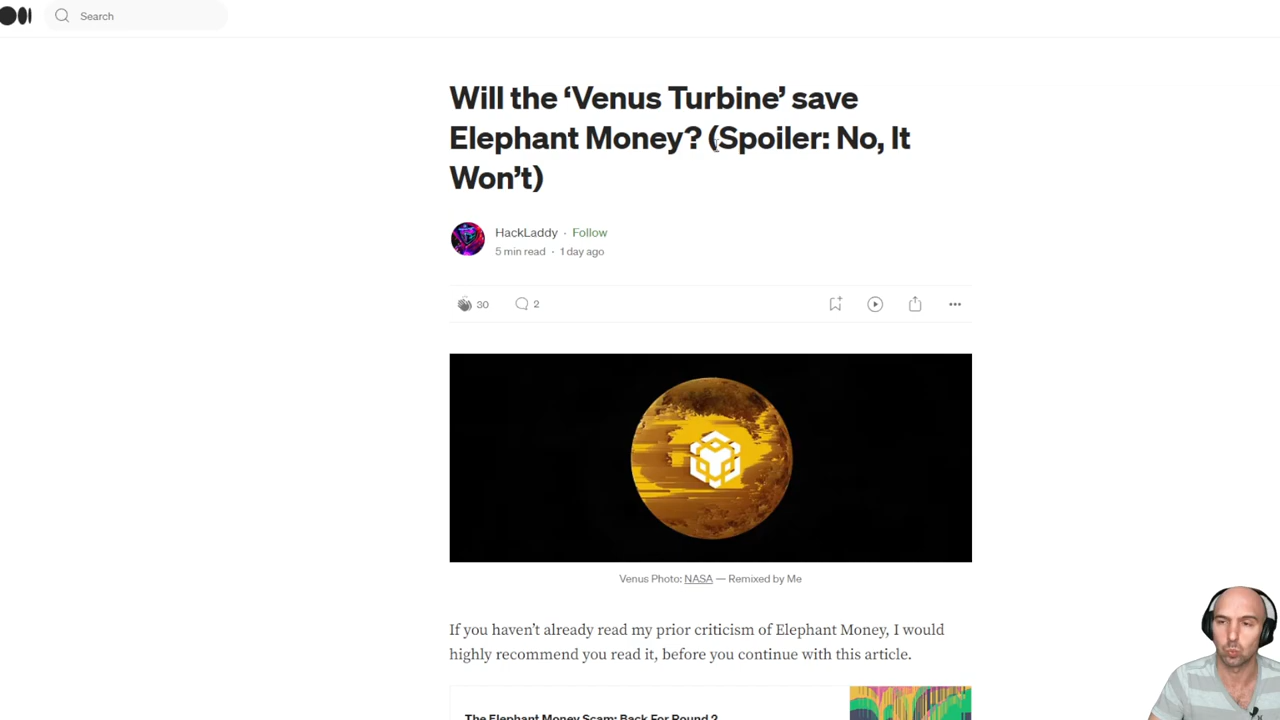 Search
Will the ‘Venus Turbine’ save
Elephant Money? (Spoiler: No, It
Won’t)
HackLaddy · Follow
5 min read · 1 day ago
30
2
Venus Photo: NASA — Remixed by Me
If you haven’t already read my prior criticism of Elephant Money, I would
highly recommend you read it, before you continue with this article.
The Elephant Money Scam: Back For Round 2